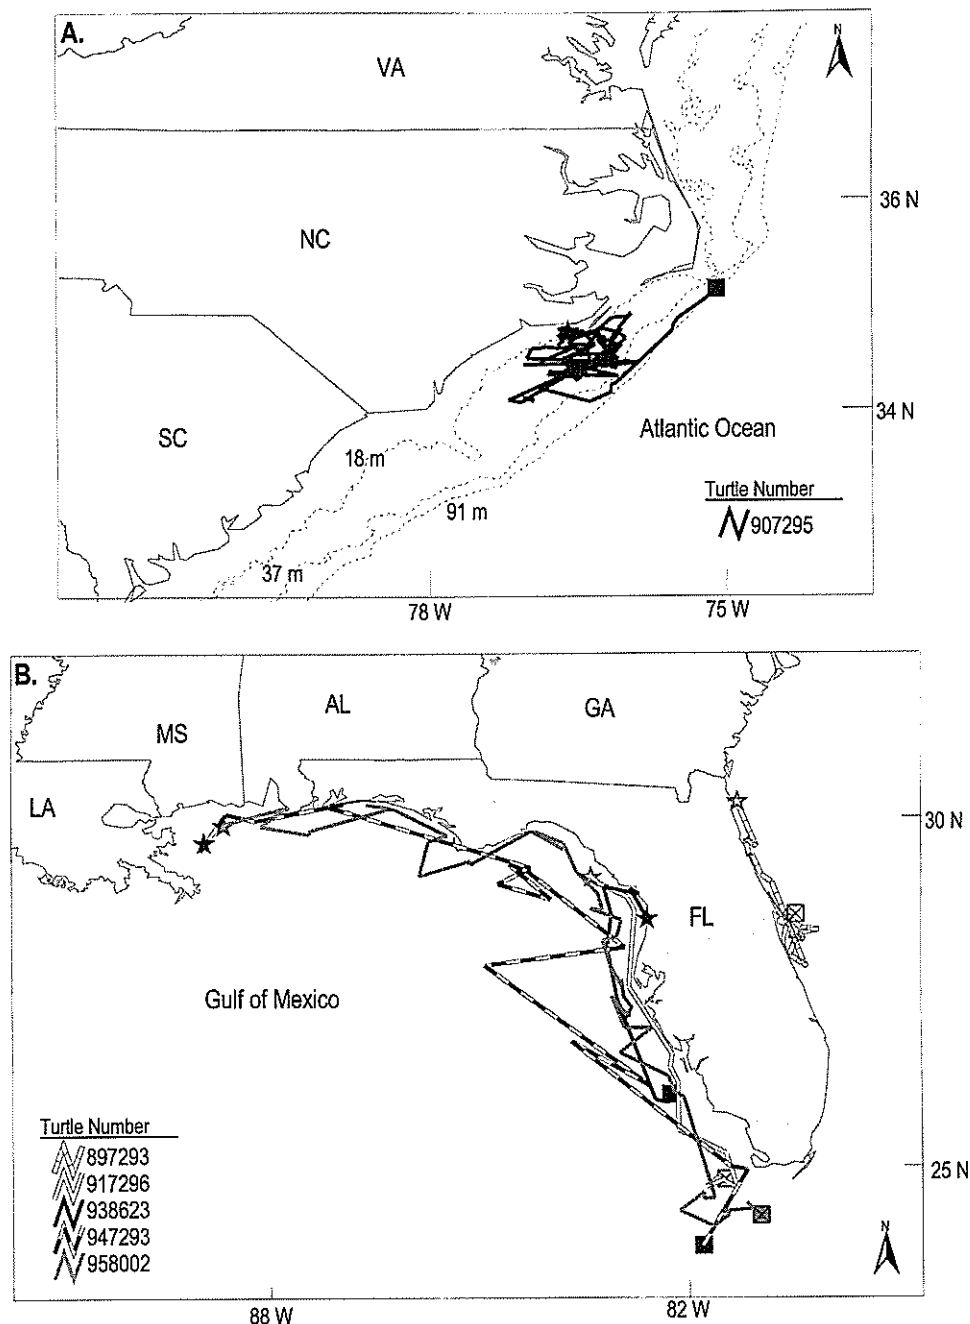 A.
N
VA
36 N
NC
34 N
Atlantic Ocean
SC
18 m
Turtle Number
91 m
907295
37 m
78 W
75 W
B.
AL
GA
MS
LA
30 N
FL
Gulf of Mexico
Turtle Number
897293
917296
25 N
938623
947293
N
958002
88 W
82 W